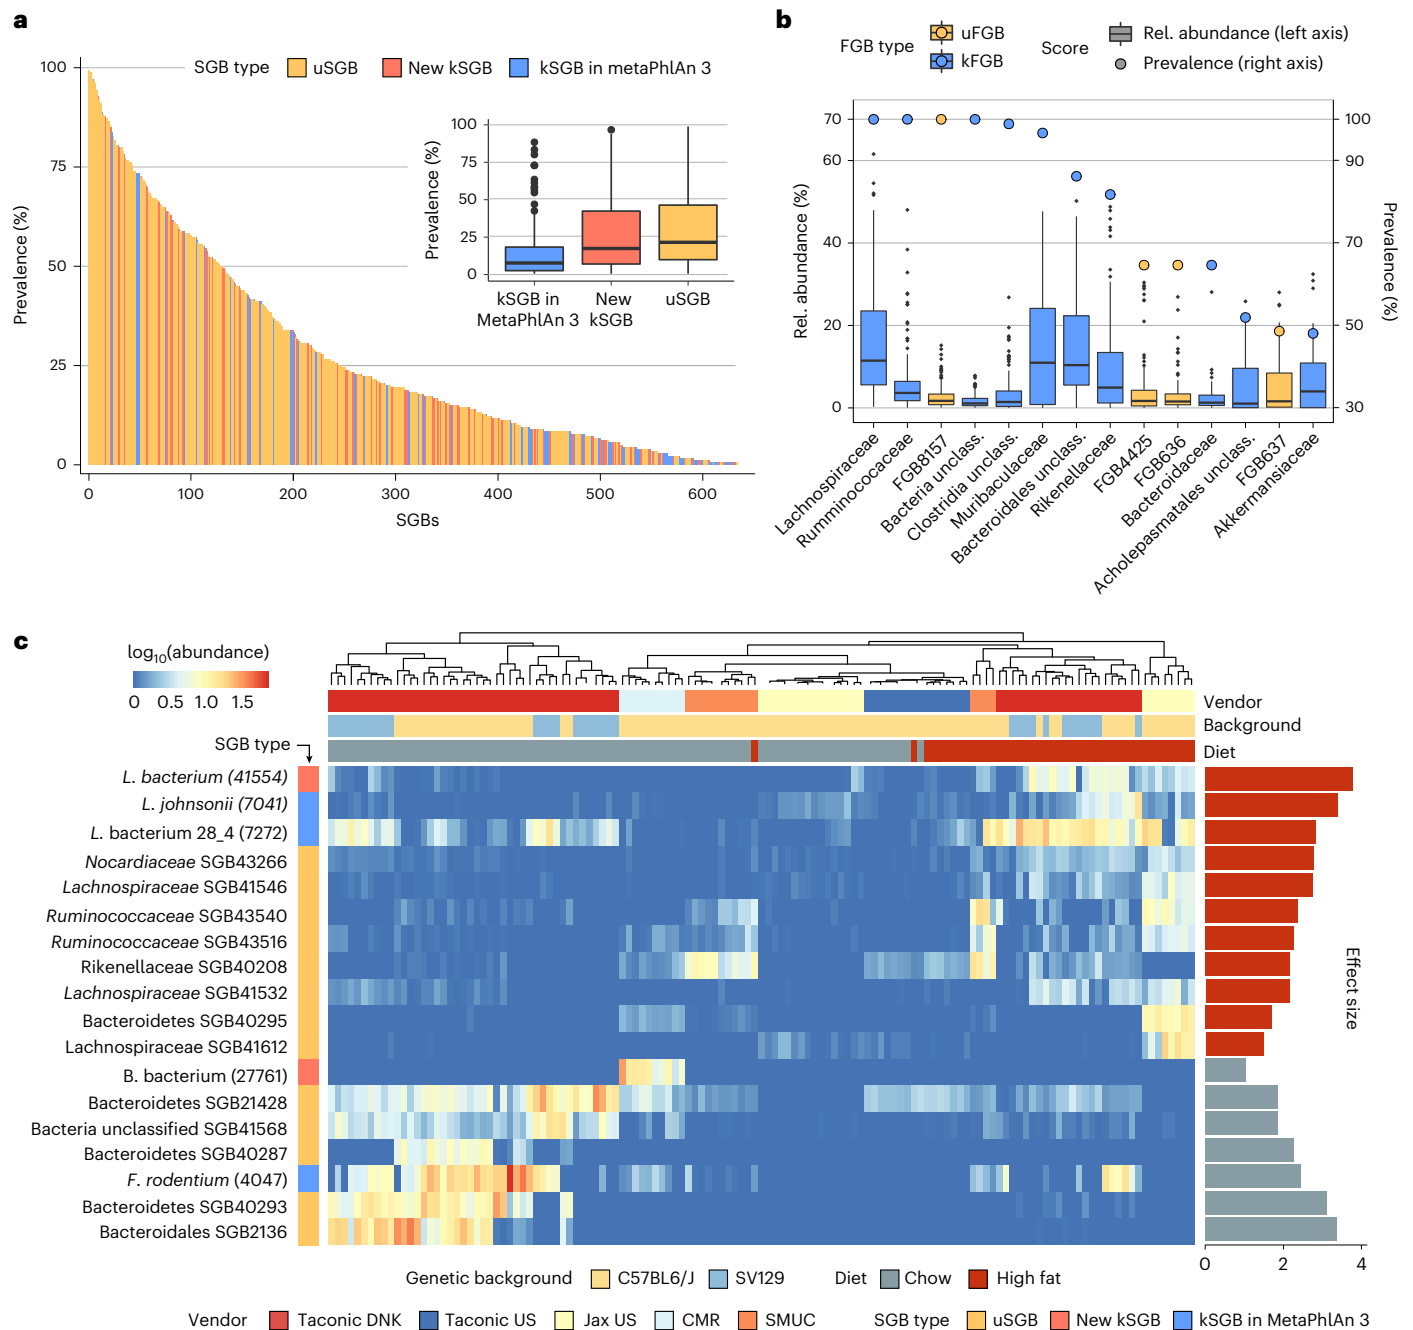 a
SGB type
uSGB
New kSGB
kSGB in metaPhlAn 3
Prevalence (%)
100
75
50
25
0
0
100
200
300
400
500
600
SGBs
Prevalence (%)
100
75
50
25
0
kSGB in MetaPhlAn 3
New kSGB
uSGB
b
FGB type
uFGB
kFGB
Score
Rel. abundance (left axis)
Prevalence (right axis)
Rel. abundance (%)
70
60
40
20
0
100
90
70
50
30
Prevalence (%)
Lachnospiraceae
Rumminococaceae
FGB8157
Bacteria unclass.
Clostridia unclass.
Muribaculaceae
Bacteroidales unclass.
Rikenellaceae
FGB4425
FGB636
Bacteroidaceae
Acholepasmatales unclass.
FGB637
Akkermansiaceae
c
log10(abundance)
0 0.5 1.0 1.5
Vendor
Background
Diet
SGB type
L. bacterium (41554)
L. johnsonii (7041)
L. bacterium 28_4 (7272)
Nocardiaceae SGB43266
Lachnospiraceae SGB41546
Ruminococcaceae SGB43540
Ruminococcaceae SGB43516
Rikenellaceae SGB40208
Lachnospiraceae SGB41532
Bacteroidetes SGB40295
Lachnospiraceae SGB41612
B. bacterium (27761)
Bacteroidetes SGB21428
Bacteria unclassified SGB41568
Bacteroidetes SGB40287
F. rodentium (4047)
Bacteroidetes SGB40293
Bacteroidales SGB2136
Effect size
0 2 4
Genetic background
C57BL6/J
SV129
Diet
Chow
High fat
Vendor
Taconic DNK
Taconic US
Jax US
CMR
SMUC
SGB type
uSGB
New kSGB
kSGB in MetaPhlAn 3